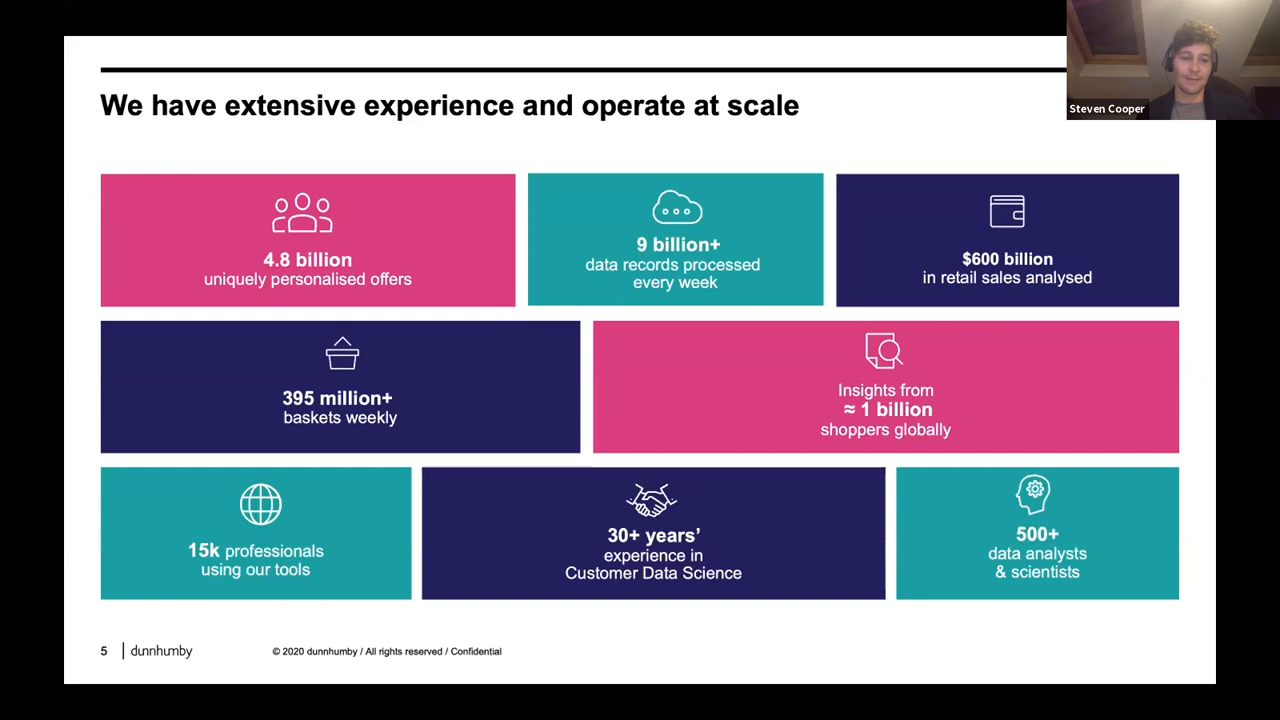 We have extensive experience and operate at scale
Steven Cooper
4.8 billion
uniquely personalised offers
9 billion+
data records processed
every week
$600 billion
in retail sales analysed
395 million+
baskets weekly
Insights from
≈ 1 billion
shoppers globally
15k professionals
using our tools
30+ years’
experience in
Customer Data Science
500+
data analysts
& scientists
5 | dunnhumby
© 2020 dunnhumby / All rights reserved / Confidential